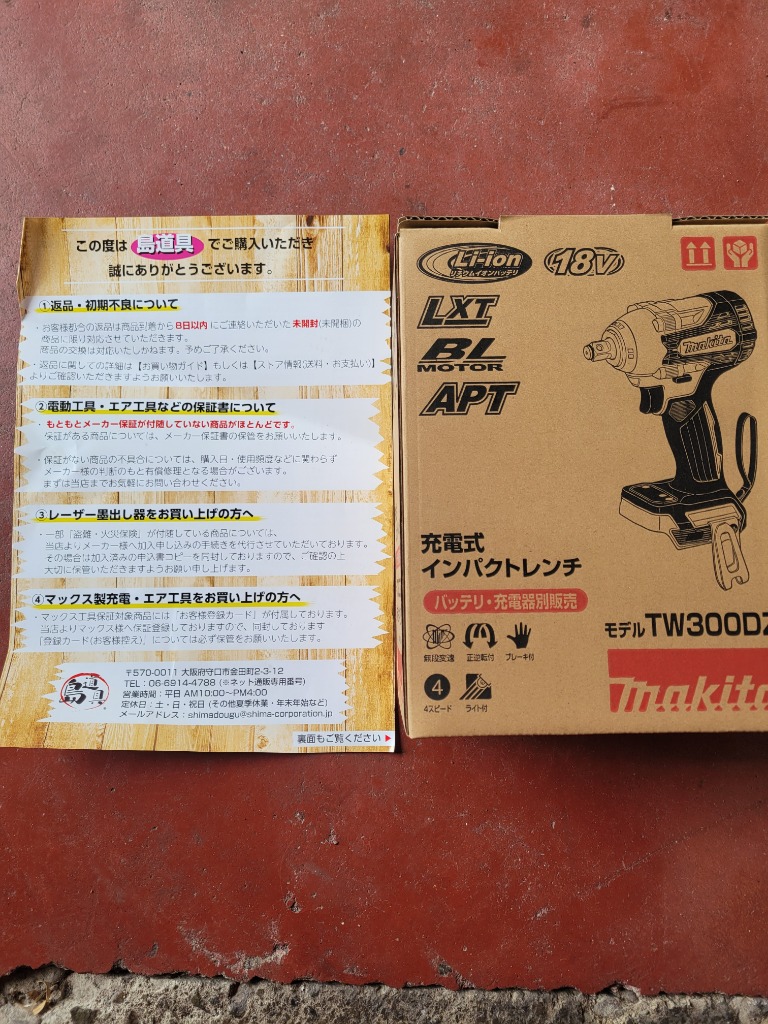 この度は 島道具 でご購入いただき
誠にありがとうございます。
①返品・初期不良について
・お客様都合の返品は商品到着から8日以内にご連絡いただいた未開封(未開梱)の
商品に限り対応させていただきます。
商品の交換は対応いたしかねます。予めご了承ください。
・返品に関しての詳細は【お買い物ガイド】もしくは【ストア情報(送料・お支払い)】
よりご確認いただきますようお願いいたします。
②電動工具・エア工具などの保証書について
・もともとメーカー保証が付随していない商品がほとんどです。
保証がある商品については、メーカー保証書の保管をお願いいたします。
・保証がない商品の不具合については、購入日・使用頻度などに関わらず
メーカー様の判断のもと有償修理となる場合がございます。
まずは当店までお気軽にお問い合わせください。
③レーザー墨出し器をお買い上げの方へ
・一部「盗難・火災保険」が付随している商品については、
当店よりメーカー様へ加入申し込みの手続きを代行させていただいております。
その場合は加入済みの申込書コピーを同封しておりますので、ご確認の上
大切に保管いただきますようお願い申し上げます。
④マックス製充電・エア工具をお買い上げの方へ
・マックス工具保証対象商品には「お客様登録カード」が付属しております。
当店よりマックス様へ保証登録しておりますので、同封しております
「登録カード(お客様控え)」については必ず保管をお願いいたします。
島道具
〒570-0011 大阪府守口市金田町2-3-12
TEL : 06-6914-4788 (※ネット通販専用番号)
営業時間 : 平日 AM10:00~PM4:00
定休日 : 土・日・祝日 (その他夏季休業・年末年始など)
メールアドレス : shimadougu@shima-corporation.jp
裏面もご覧ください ▶
Li-ion
リチウムイオンバッテリ
18V
LXT
BL
MOTOR
APT
makita
充電式
インパクトレンチ
バッテリ・充電器別販売
モデルTW300DZ
無段変速 正逆転付 ブレーキ付
4
4スピード ライト付
makita